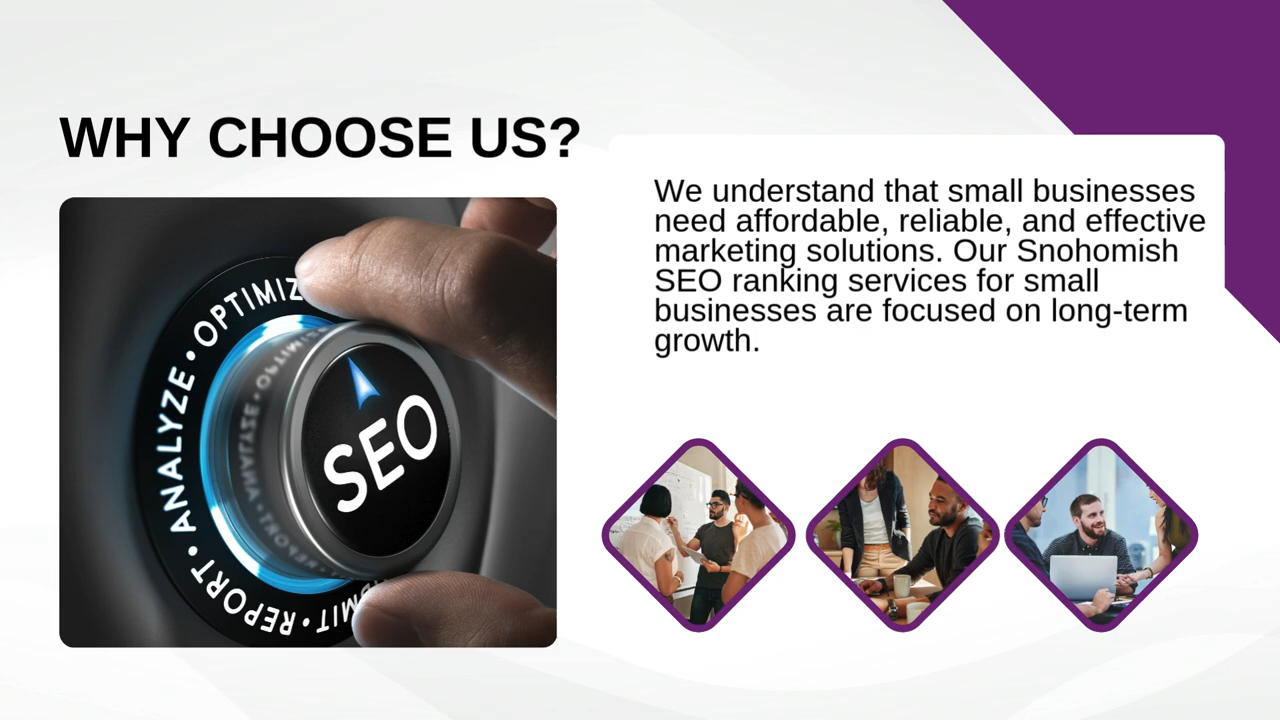 WHY CHOOSE US?
We understand that small businesses
need affordable, reliable, and effective
marketing solutions. Our Snohomish
SEO ranking services for small
businesses are focused on long-term
growth.
OPTIMIZ
• ANALYZE •
REPORT •
SEO